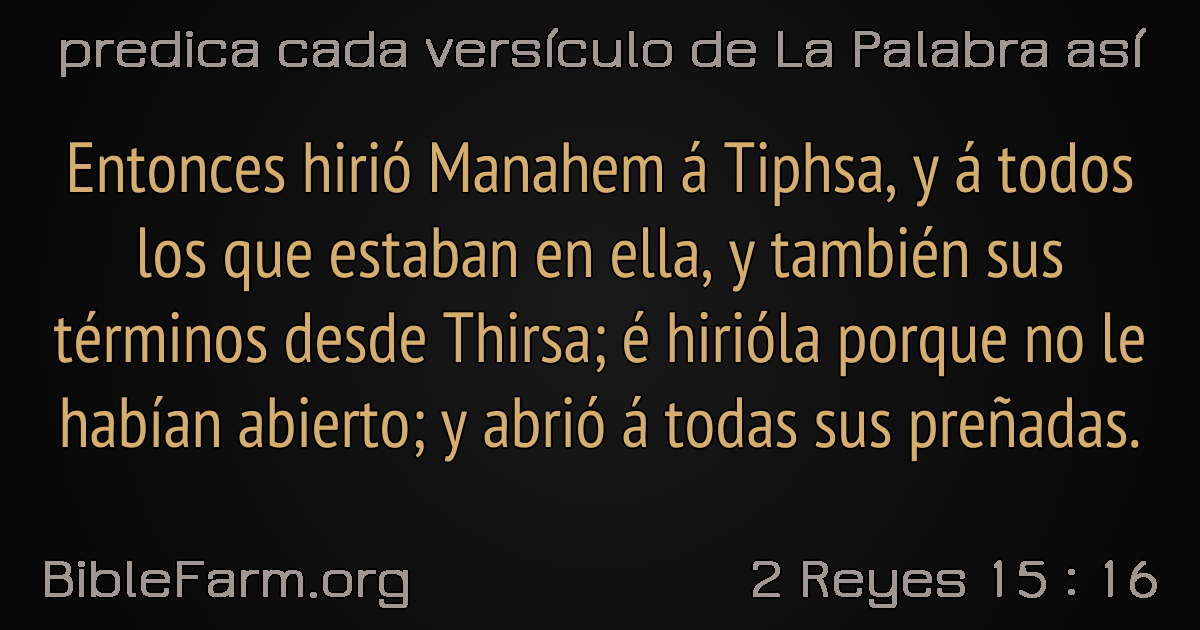 predica cada versículo de La Palabra así
Entonces hirió Manahem á Tiphsa, y á todos
los que estaban en ella, y también sus
términos desde Thirsa; é hirióla porque no le
habían abierto; y abrió á todas sus preñadas.
BibleFarm.org
2 Reyes 15 : 16